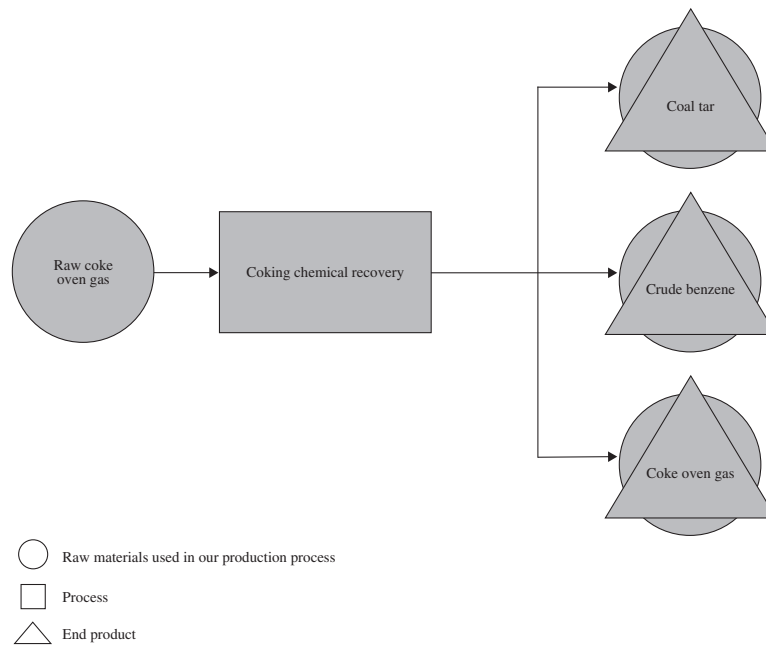 Coal tar
Raw coke
oven gas
Coking chemical recovery
Crude benzene
Coke oven gas
Raw materials used in our production process
Process
End product